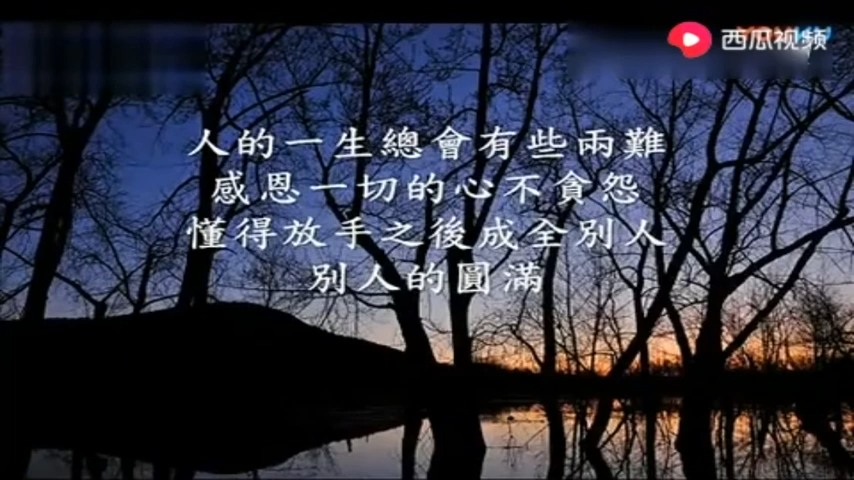 西瓜视频
人的一生總會有些兩難
感恩一切的心不貪怨
懂得放手之後成全別人
別人的圓滿